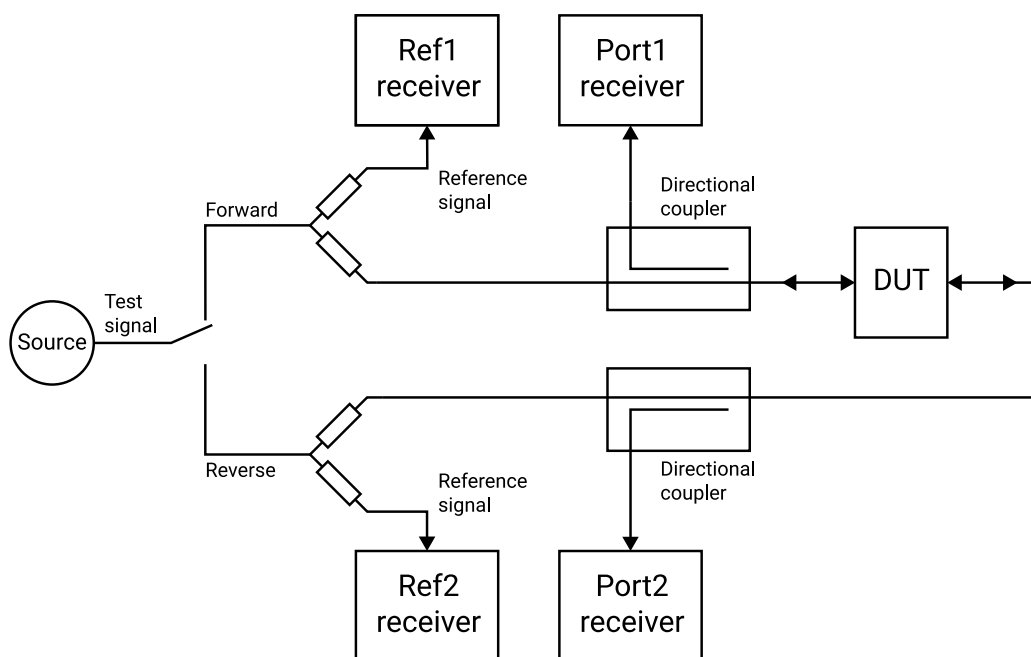 Ref1
receiver
Port1
receiver
Reference
signal
Directional
coupler
Forward
DUT
Test
signal
Source
Reverse
Reference
signal
Directional
coupler
Ref2
receiver
Port2
receiver